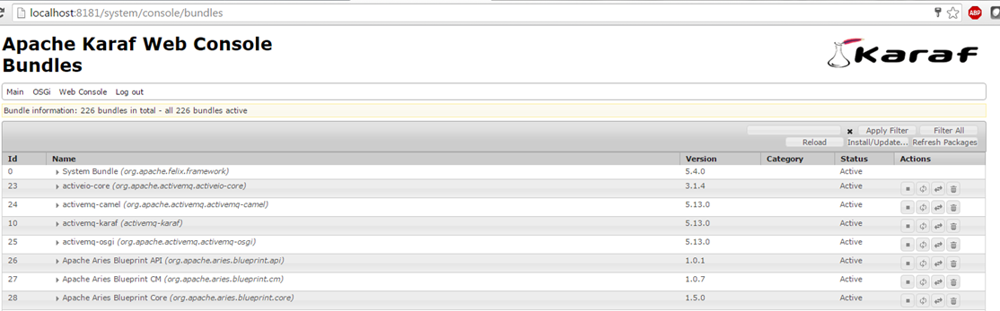 localhost:8181/system/console/bundles
ABP
Apache Karaf Web Console
Bundles
Karaf
Main OSGi Web Console Log out
Bundle information: 226 bundles in total - all 226 bundles active
Apply Filter Filter All
Reload Install/Update... Refresh Packages
Id Name Version Category Status Actions
0 System Bundle (org.apache.felix.framework) 5.4.0 Active
23 activeio-core (org.apache.activemq.activeio-core) 3.1.4 Active
24 activemq-camel (org.apache.activemq.activemq-camel) 5.13.0 Active
10 activemq-karaf (activemq-karaf) 5.13.0 Active
25 activemq-osgi (org.apache.activemq.activemq-osgi) 5.13.0 Active
26 Apache Aries Blueprint API (org.apache.aries.blueprint.api) 1.0.1 Active
27 Apache Aries Blueprint CM (org.apache.aries.blueprint.cm) 1.0.7 Active
28 Apache Aries Blueprint Core (org.apache.aries.blueprint.core) 1.5.0 Active